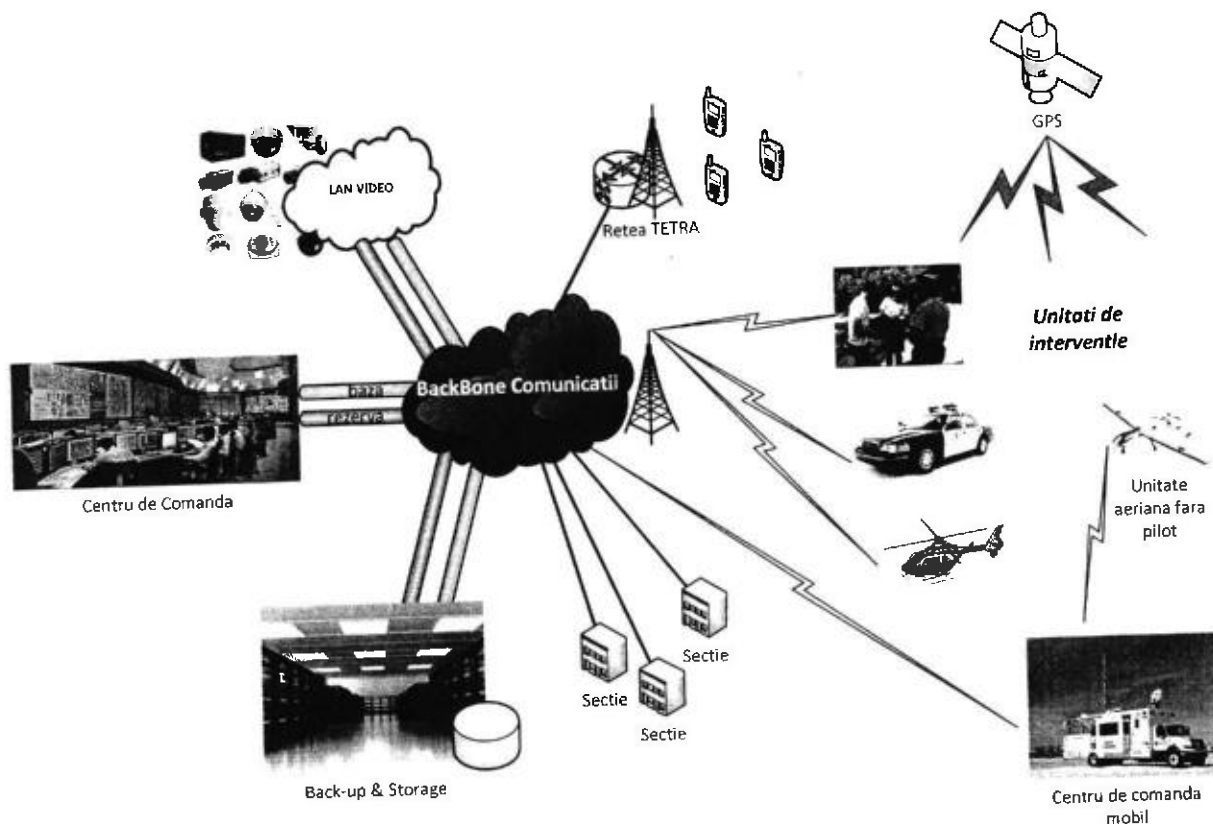 GPS
LAN VIDEO
Retea TETRA
Unitati de
interventie
BackBone Comunicatii
baza
rezerva
Centru de Comanda
Unitate
aeriana fara
pilot
Sectie
Sectie
Sectie
Back-up & Storage
Centru de comanda
mobil